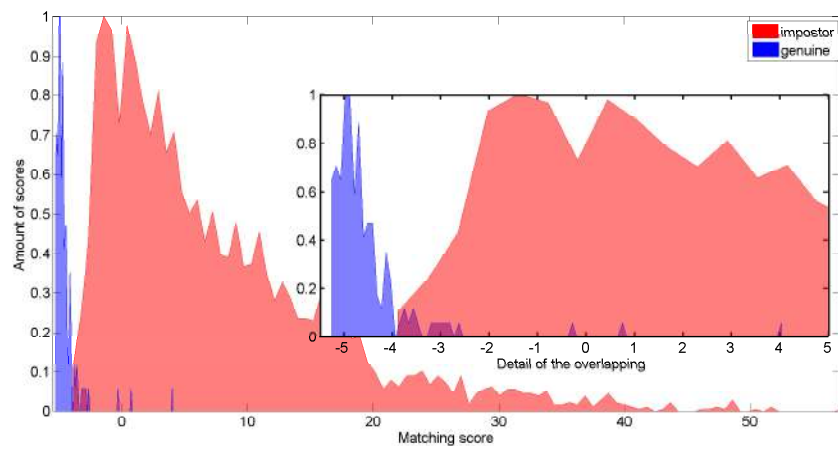 1
0.9
0.8
0.7
0.6
0.5
0.4
0.3
0.2
0.1
0
Amount of scores
impostor
genuine
1
0.8
0.6
0.4
0.2
0
-5 -4 -3 -2 -1 0 1 2 3 4 5
Detail of the overlapping
0 10 20 30 40 50
Matching score